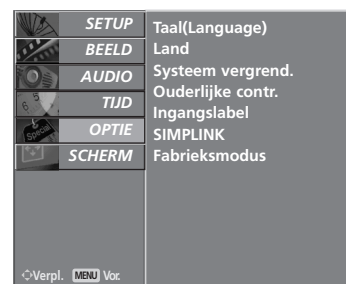 SETUP
BEELD
AUDIO
TIJD
OPTIE
SCHERM
Taal(Language)
Land
Systeem vergrend.
Ouderlijke contr.
Ingangslabel
SIMPLINK
Fabrieksmodus
Verpl. MENU Vor.